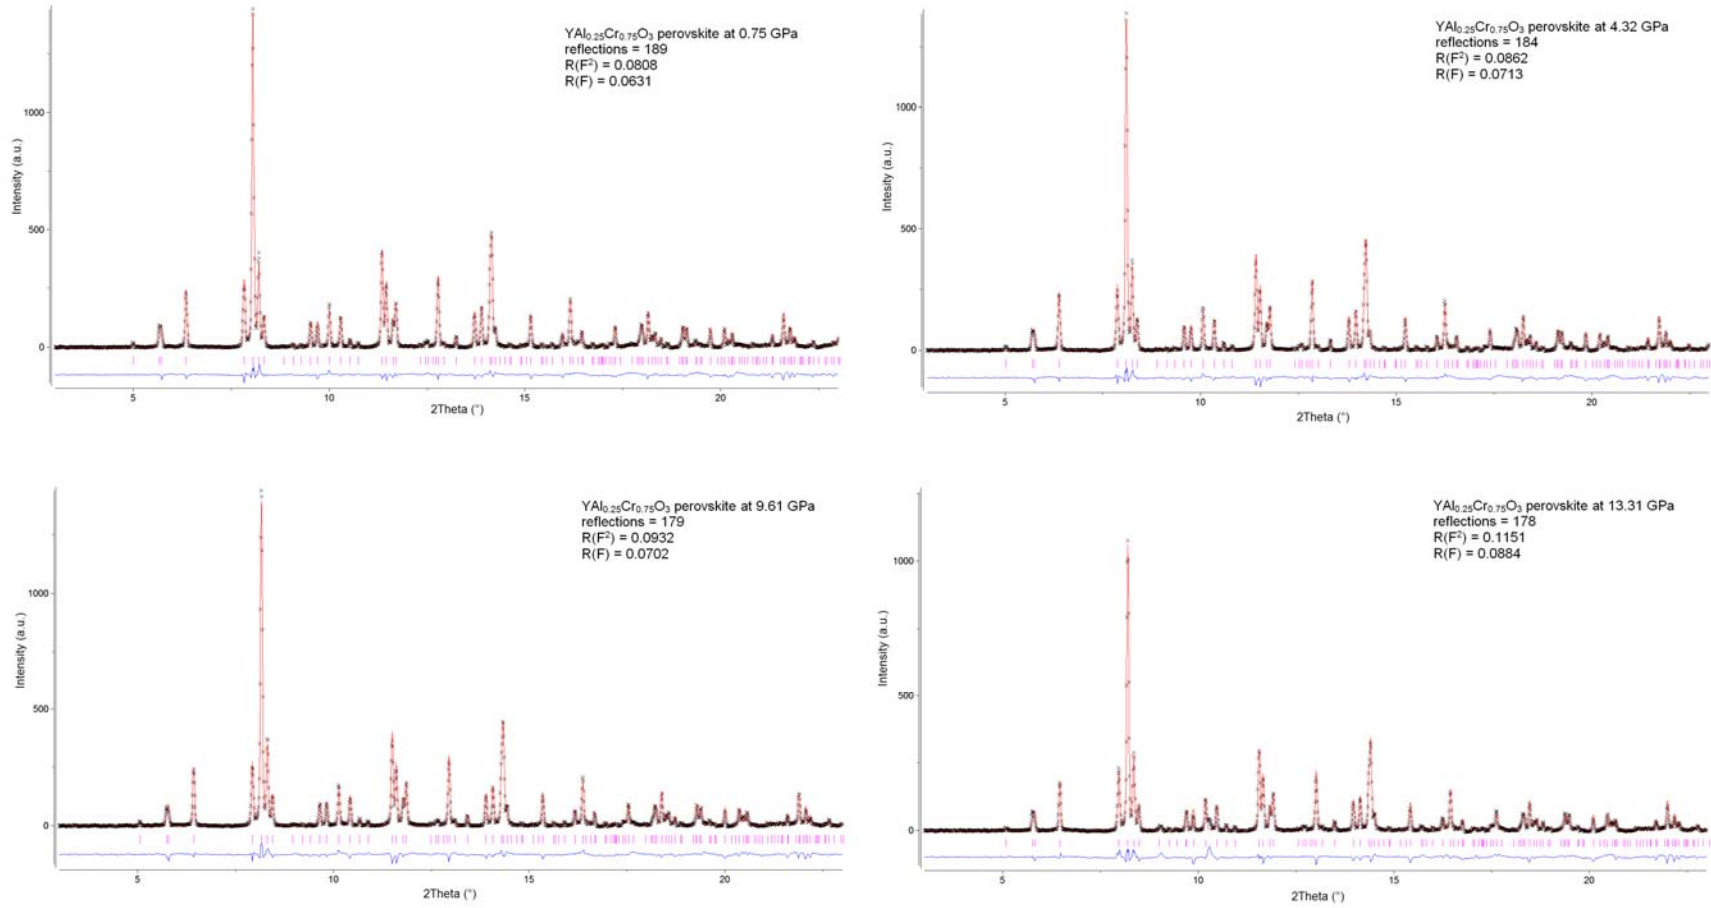 YAl₀.₂₅Cr₀.₇₅O₃ perovskite at 0.75 GPa
reflections = 189
R(F²) = 0.0808
R(F) = 0.0631
Intensity (a.u.)
1000
500
0
5
10
15
20
2Theta (°)
YAl₀.₂₅Cr₀.₇₅O₃ perovskite at 4.32 GPa
reflections = 184
R(F²) = 0.0862
R(F) = 0.0713
Intesity (a.u.)
1000
500
0
5
10
15
20
2Theta (°)
YAl₀.₂₅Cr₀.₇₅O₃ perovskite at 9.61 GPa
reflections = 179
R(F²) = 0.0932
R(F) = 0.0702
Intensity (a.u.)
1000
500
0
5
10
15
20
2Theta (°)
YAl₀.₂₅Cr₀.₇₅O₃ perovskite at 13.31 GPa
reflections = 178
R(F²) = 0.1151
R(F) = 0.0884
Intensity (a.u.)
1000
500
0
5
10
15
20
2Theta (°)